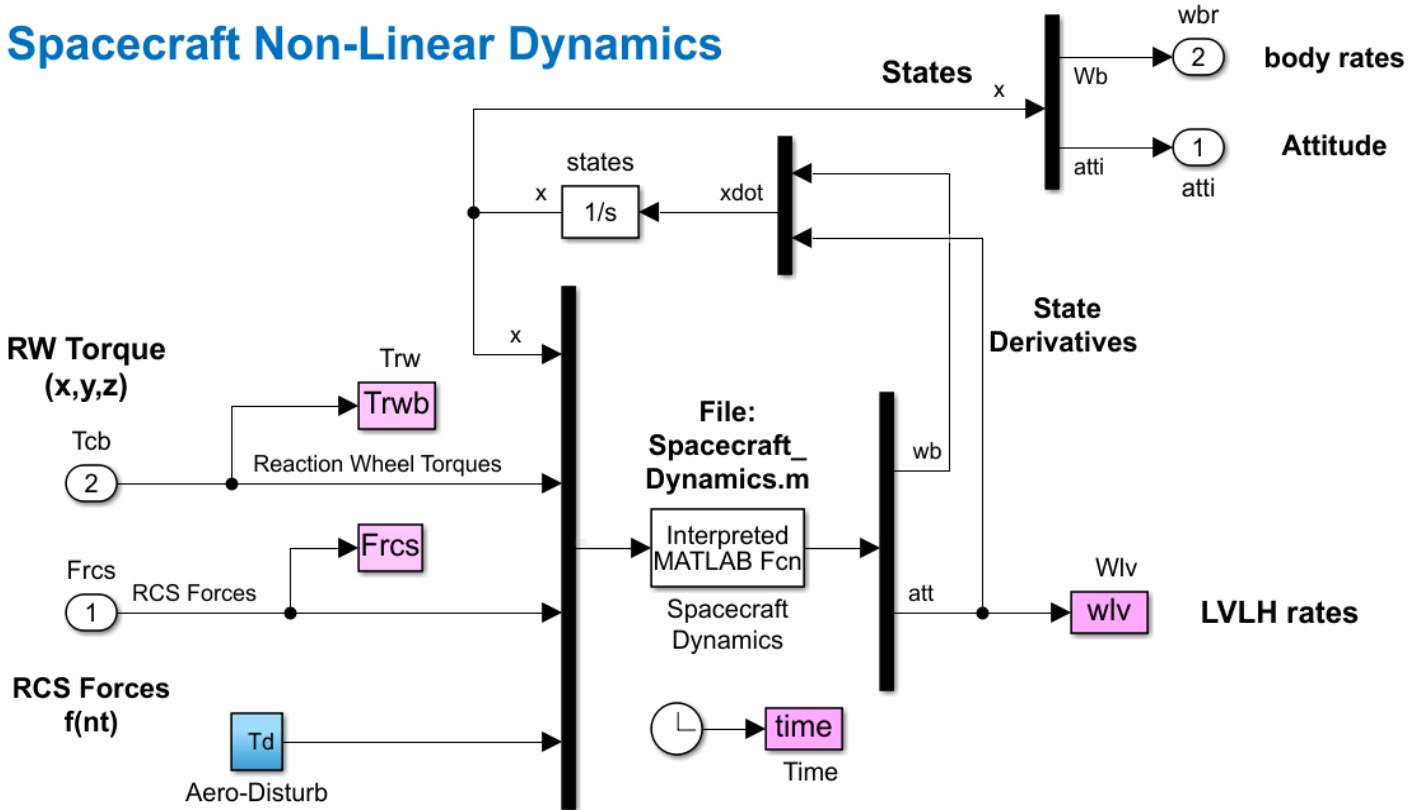 Spacecraft Non-Linear Dynamics
wbr
2
body rates
States
x
Wb
1
Attitude
atti
atti
states
x
1/s
xdot
State
Derivatives
x
RW Torque
(x,y,z)
Trw
Trwb
Tcb
2
Reaction Wheel Torques
File:
Spacecraft_
Dynamics.m
wb
Interpreted
MATLAB Fcn
Spacecraft
Dynamics
Frcs
Frcs
1
RCS Forces
att
Wlv
wlv
LVLH rates
RCS Forces
f(nt)
Td
Aero-Disturb
time
Time